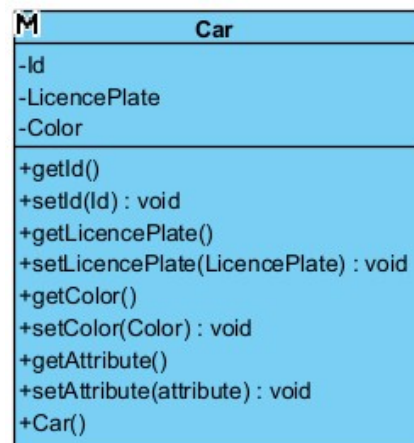 M
Car
-Id
-LicencePlate
-Color
+getId()
+setId(Id) : void
+getLicencePlate()
+setLicencePlate(LicencePlate) : void
+getColor()
+setColor(Color) : void
+getAttribute()
+setAttribute(attribute) : void
+Car()